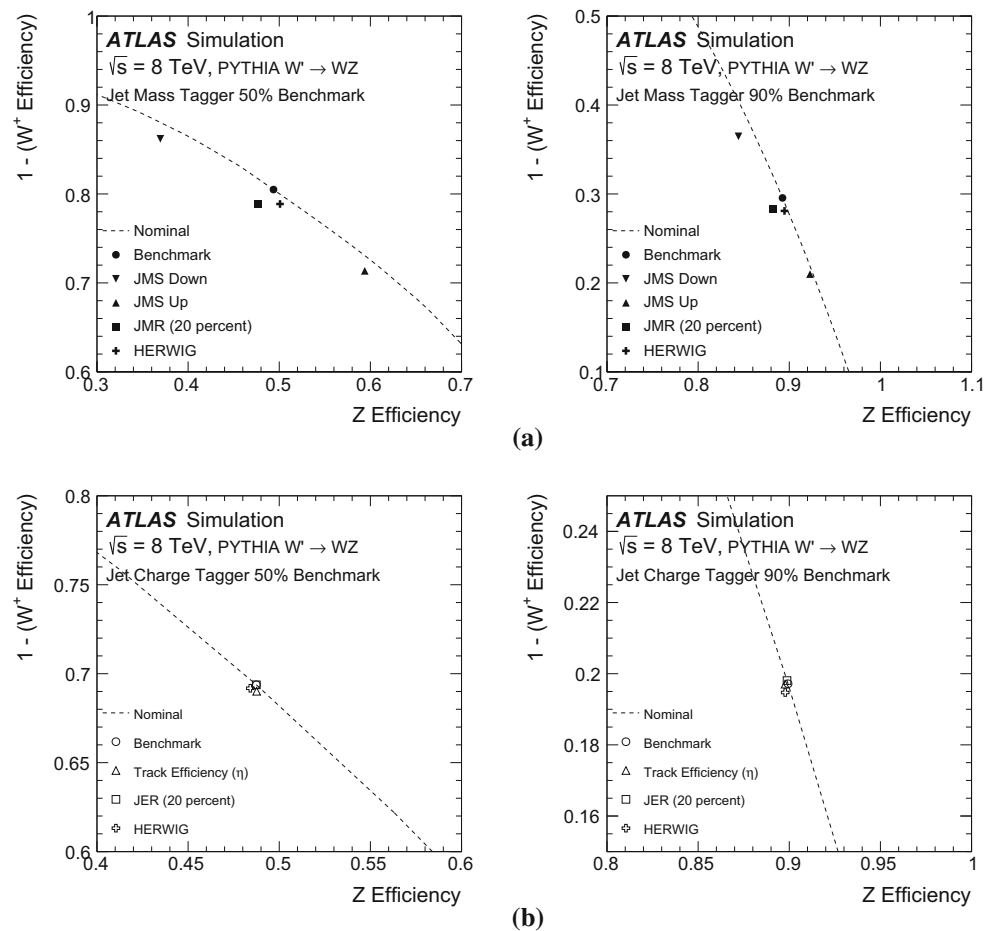 1 - (W+ Efficiency)
1
0.9
0.8
0.7
0.6
ATLAS Simulation
√s = 8 TeV, PYTHIA W' → WZ
Jet Mass Tagger 50% Benchmark
Nominal
Benchmark
JMS Down
JMS Up
JMR (20 percent)
HERWIG
0.3 0.4 0.5 0.6 0.7
Z Efficiency
1 - (W+ Efficiency)
0.5
0.4
0.3
0.2
0.1
ATLAS Simulation
√s = 8 TeV, PYTHIA W' → WZ
Jet Mass Tagger 90% Benchmark
Nominal
Benchmark
JMS Down
JMS Up
JMR (20 percent)
HERWIG
0.7 0.8 0.9 1 1.1
Z Efficiency
(a)
1 - (W+ Efficiency)
0.8
0.75
0.7
0.65
0.6
ATLAS Simulation
√s = 8 TeV, PYTHIA W' → WZ
Jet Charge Tagger 50% Benchmark
Nominal
Benchmark
Track Efficiency (η)
JER (20 percent)
HERWIG
0.4 0.45 0.5 0.55 0.6
Z Efficiency
1 - (W+ Efficiency)
0.24
0.22
0.2
0.18
0.16
ATLAS Simulation
√s = 8 TeV, PYTHIA W' → WZ
Jet Charge Tagger 90% Benchmark
Nominal
Benchmark
Track Efficiency (η)
JER (20 percent)
HERWIG
0.8 0.85 0.9 0.95 1
Z Efficiency
(b)